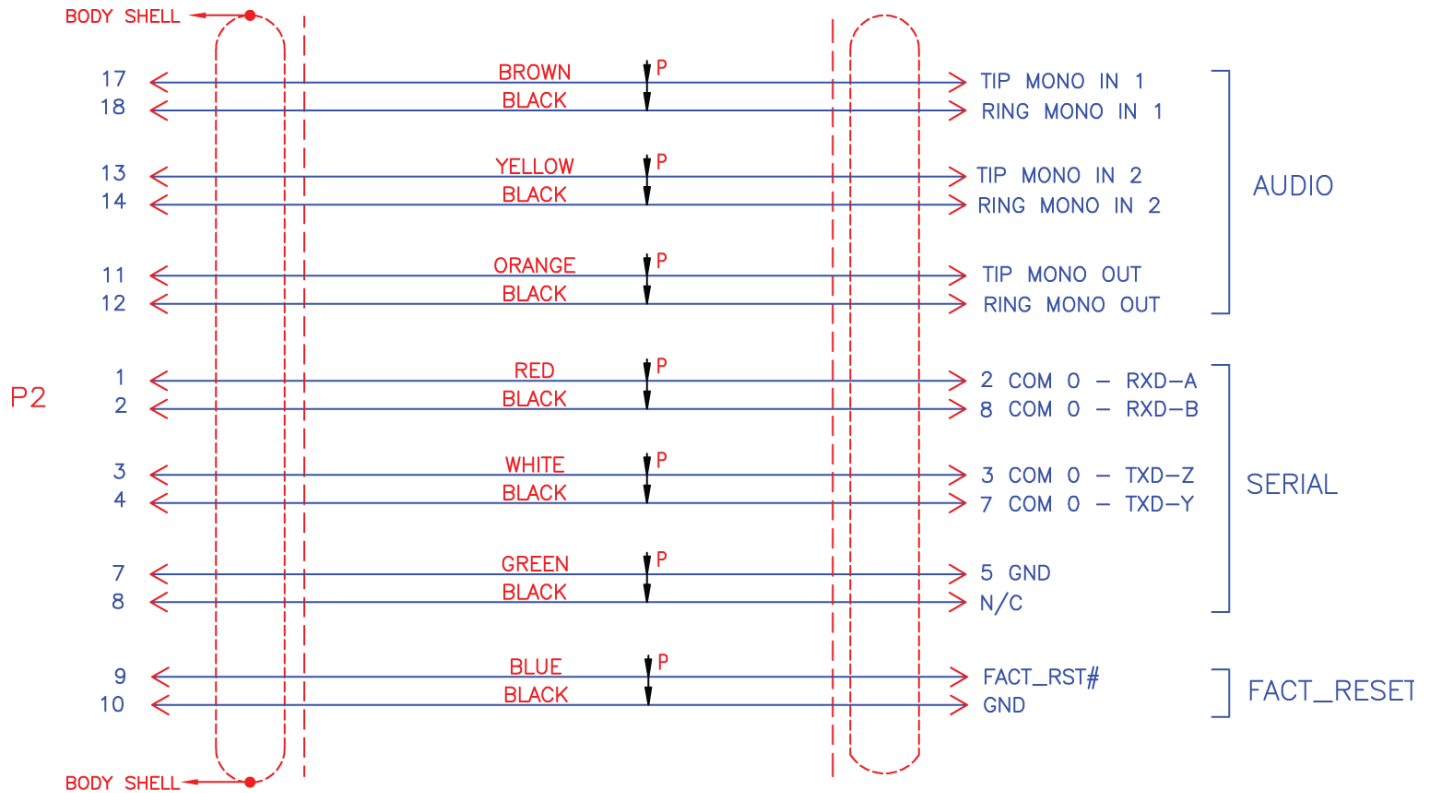 BODY SHELL
17 BROWN P TIP MONO IN 1
18 BLACK RING MONO IN 1
13 YELLOW P TIP MONO IN 2
14 BLACK RING MONO IN 2
AUDIO
11 ORANGE P TIP MONO OUT
12 BLACK RING MONO OUT
1 RED P 2 COM 0 – RXD–A
P2
2 BLACK 8 COM 0 – RXD–B
3 WHITE P 3 COM 0 – TXD–Z
SERIAL
4 BLACK 7 COM 0 – TXD–Y
7 GREEN P 5 GND
8 BLACK N/C
9 BLUE P FACT_RST#
FACT_RESET
10 BLACK GND
BODY SHELL